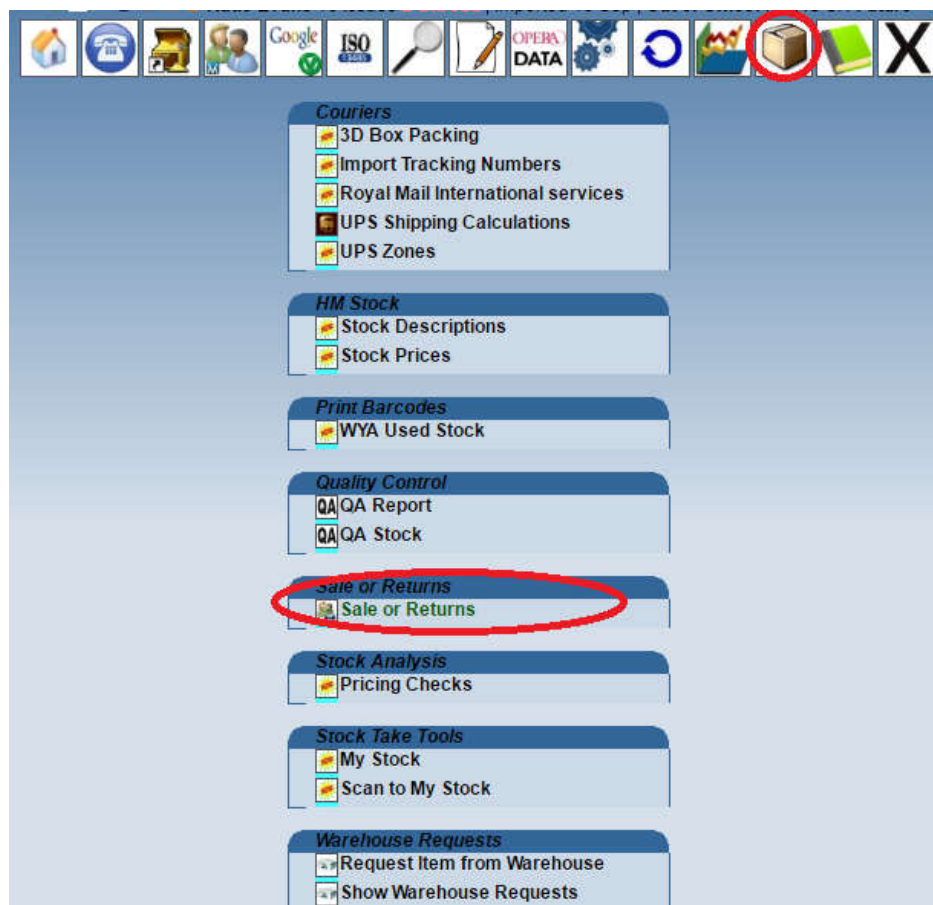 Google
ISO
13485
OPERA
DATA
X
M
Couriers
3D Box Packing
Import Tracking Numbers
Royal Mail International services
UPS Shipping Calculations
UPS Zones
HM Stock
Stock Descriptions
Stock Prices
Print Barcodes
WYA Used Stock
Quality Control
QA QA Report
QA QA Stock
Sale or Returns
Sale or Returns
Stock Analysis
Pricing Checks
Stock Take Tools
My Stock
Scan to My Stock
Warehouse Requests
Request Item from Warehouse
Show Warehouse Requests